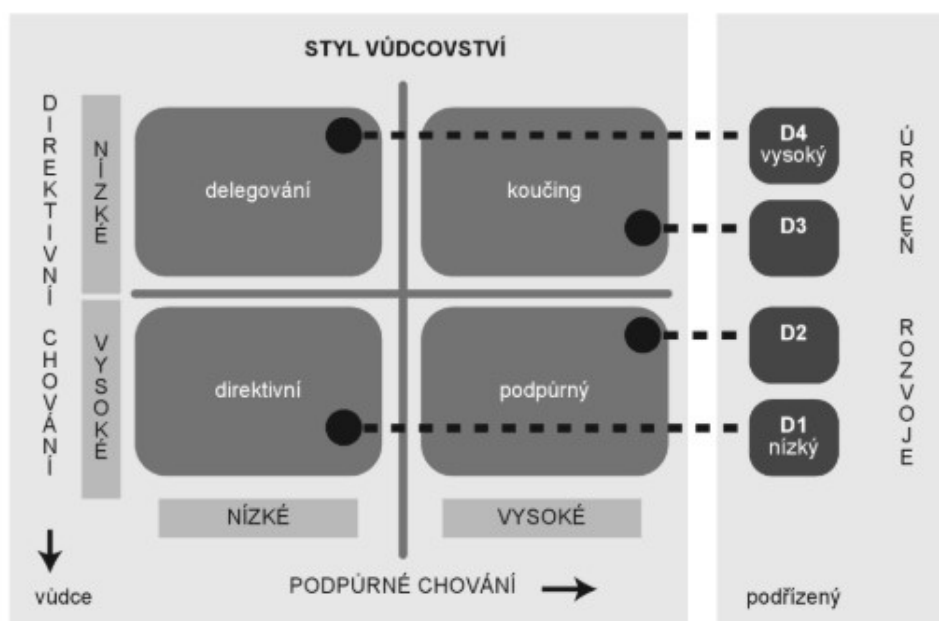 STYL VŮDCOVSTVÍ
DIREKTIVNÍ CHOVÁNÍ
NÍZKÉ
VYSOKÉ
delegování
koučing
direktivní
podpůrný
NÍZKÉ
VYSOKÉ
PODPŮRNÉ CHOVÁNÍ
vůdce
D4
vysoký
D3
D2
D1
nízký
ÚROVEŇ ROZVOJE
podřízený